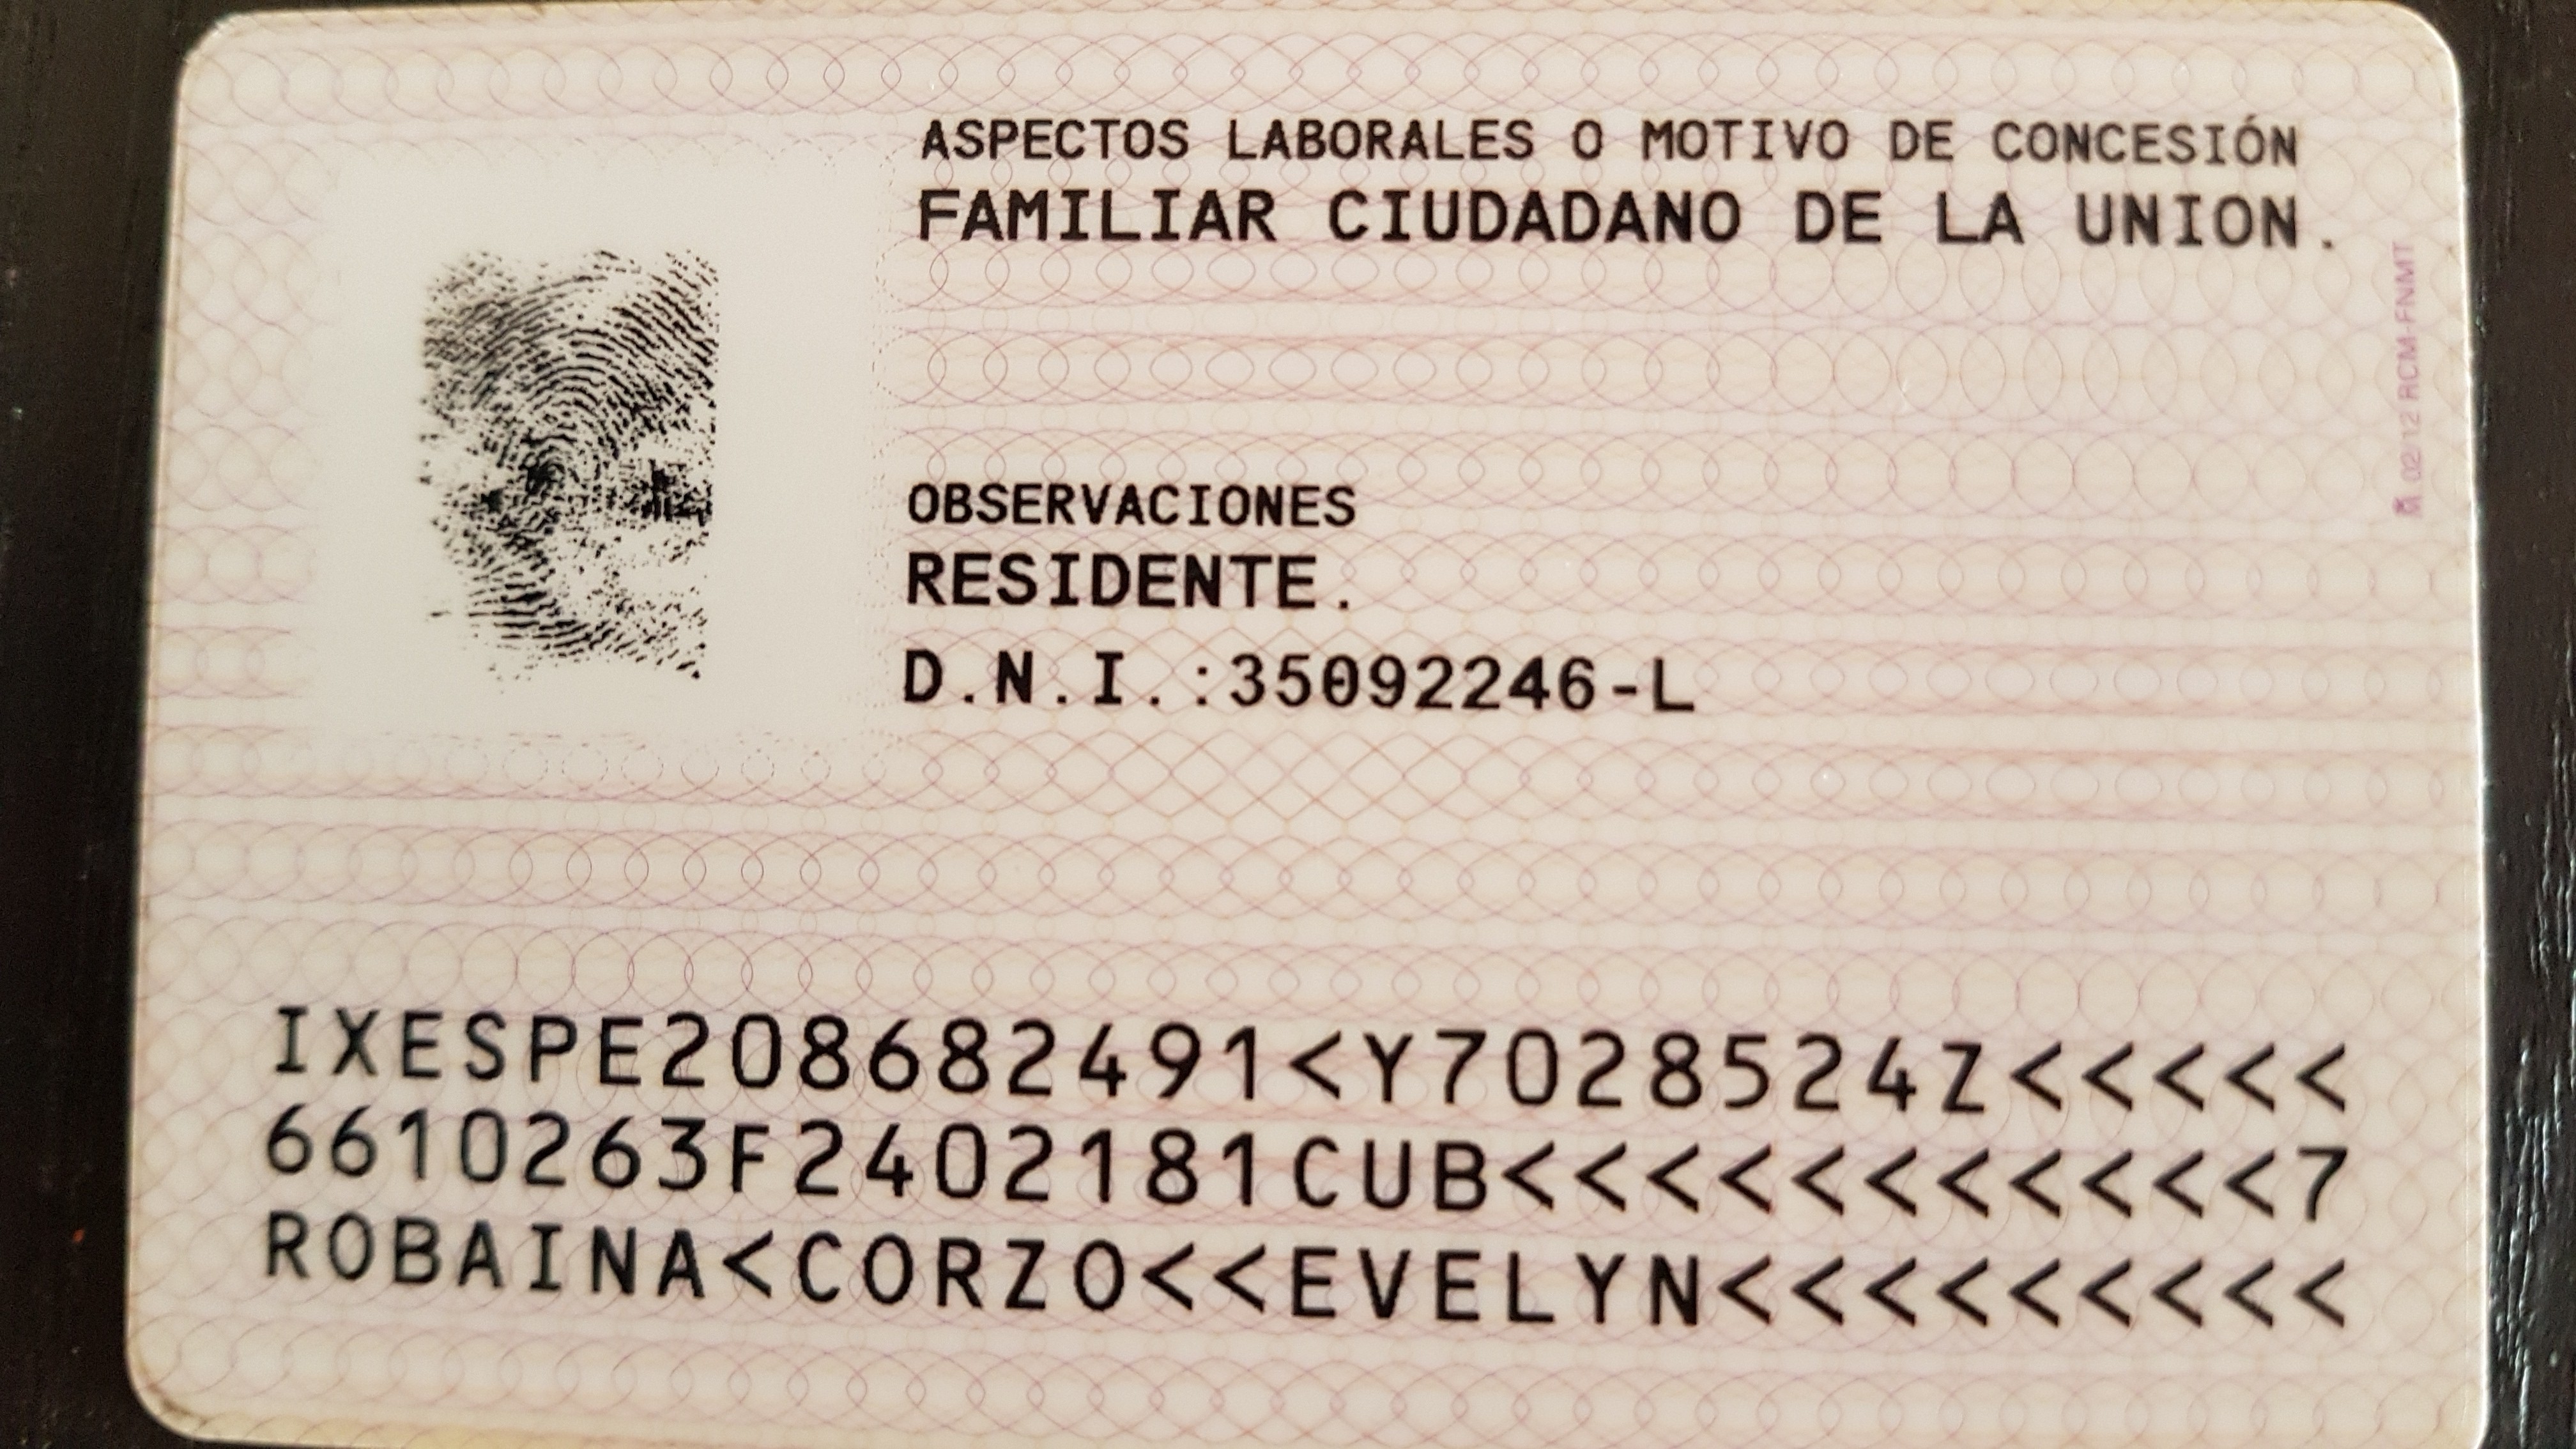 ASPECTOS LABORALES O MOTIVO DE CONCESIÓN
FAMILIAR CIUDADANO DE LA UNION.
OBSERVACIONES
RESIDENTE.
D.N.I.:35092246-L
02/12 RCM-FNMT
IXESPE208682491<Y7028524Z<<<<<
6610263F2402181CUB<<<<<<<<<<<7
ROBAINA<CORZO<<EVELYN<<<<<<<<<